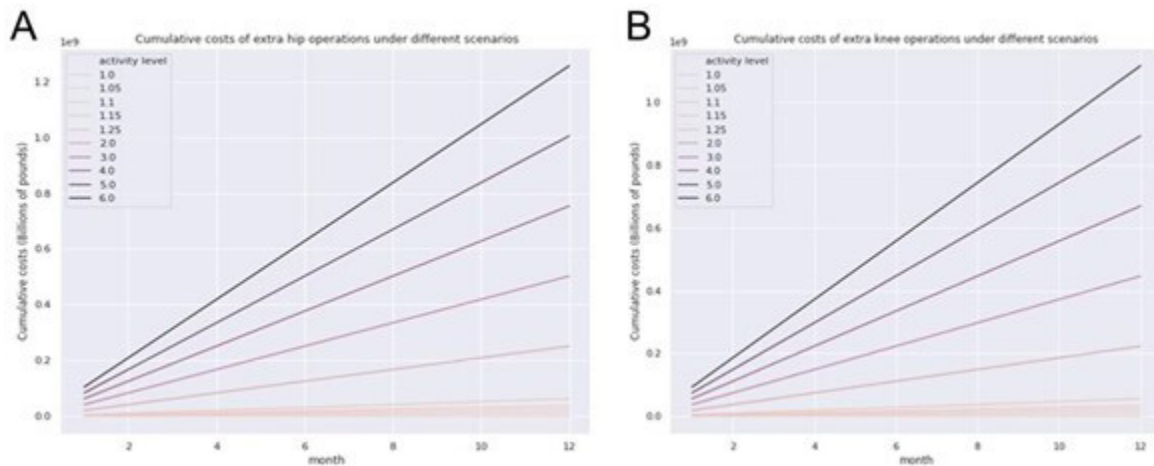 A
Cumulative costs of extra hip operations under different scenarios
1e9
activity level
1.0
1.05
1.1
1.15
1.25
2.0
3.0
4.0
5.0
6.0
1.2
1.0
0.8
0.6
0.4
0.2
0.0
Cumulative costs (Billions of pounds)
2 4 6 8 10 12
month
B
Cumulative costs of extra knee operations under different scenarios
1e9
activity level
1.0
1.05
1.1
1.15
1.25
2.0
3.0
4.0
5.0
6.0
1.0
0.8
0.6
0.4
0.2
0.0
Cumulative costs (Billions of pounds)
2 4 6 8 10 12
month